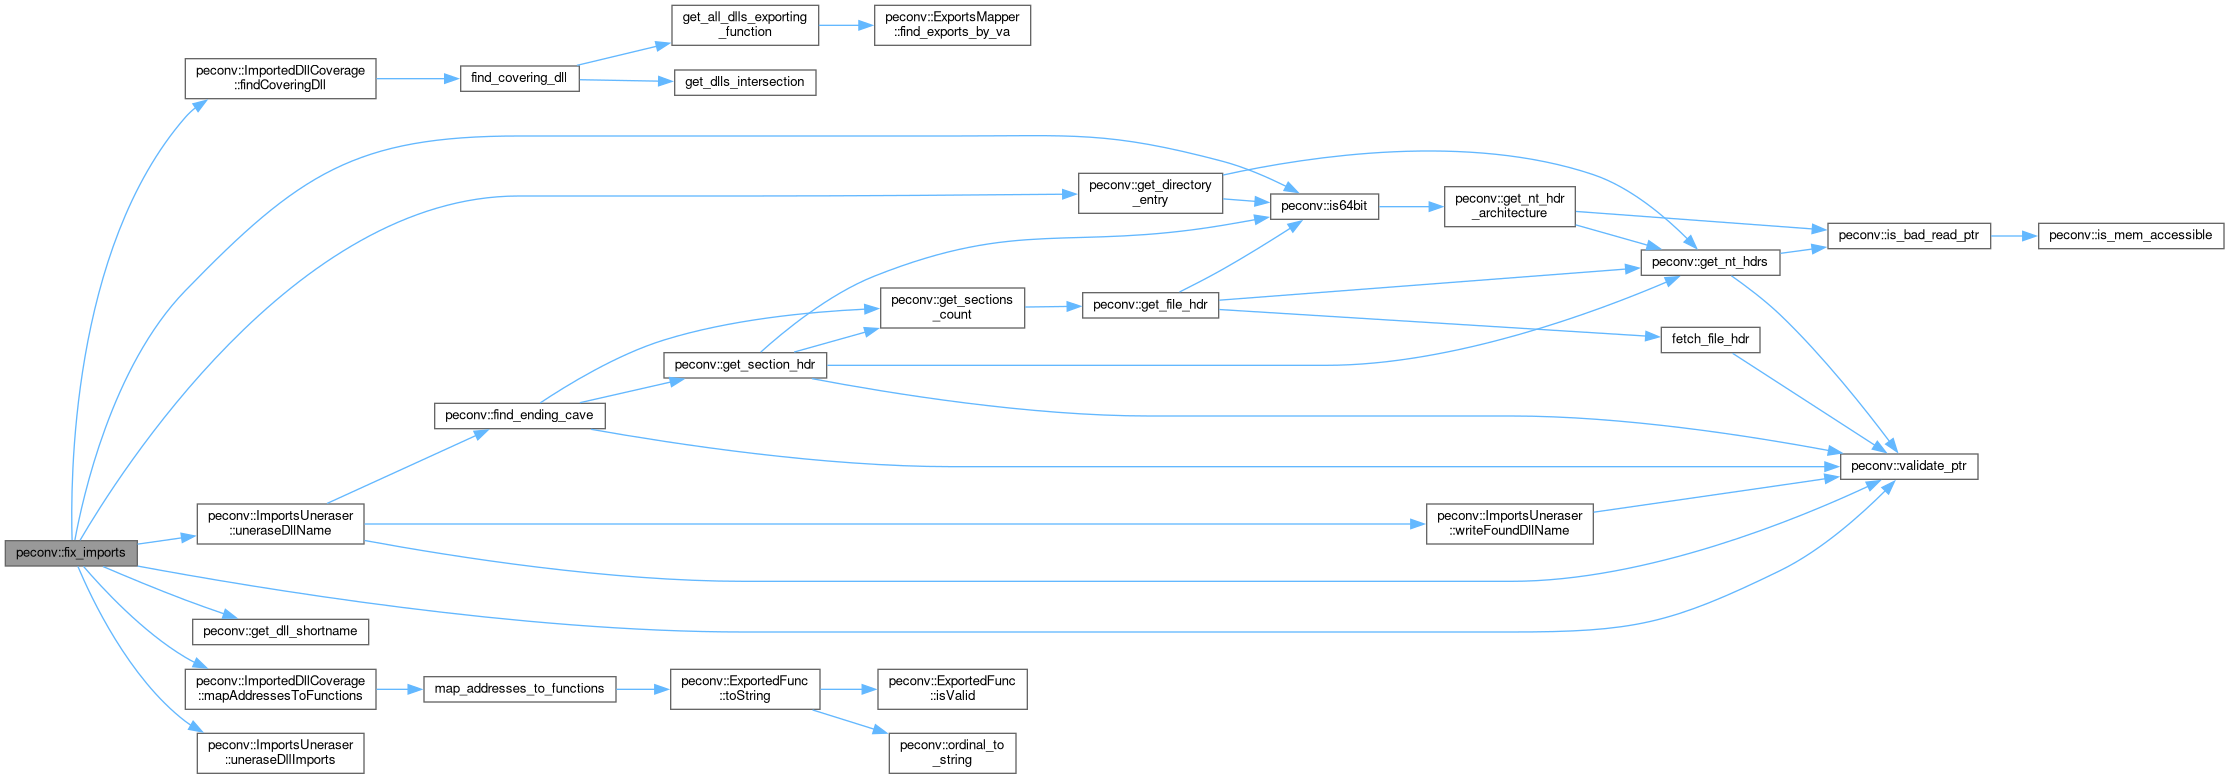 get_all_dlls_exporting
_function
peconv::ExportsMapper
::find_exports_by_va
peconv::ImportedDllCoverage
::findCoveringDll
find_covering_dll
get_dlls_intersection
peconv::get_directory
_entry
peconv::is64bit
peconv::get_nt_hdr
_architecture
peconv::is_bad_read_ptr
peconv::is_mem_accessible
peconv::get_nt_hdrs
peconv::get_sections
_count
peconv::get_file_hdr
fetch_file_hdr
peconv::get_section_hdr
peconv::find_ending_cave
peconv::validate_ptr
peconv::ImportsUneraser
::uneraseDllName
peconv::ImportsUneraser
::writeFoundDllName
peconv::fix_imports
peconv::get_dll_shortname
peconv::ImportedDllCoverage
::mapAddressesToFunctions
map_addresses_to_functions
peconv::ExportedFunc
::toString
peconv::ExportedFunc
::isValid
peconv::ImportsUneraser
::uneraseDllImports
peconv::ordinal_to
_string